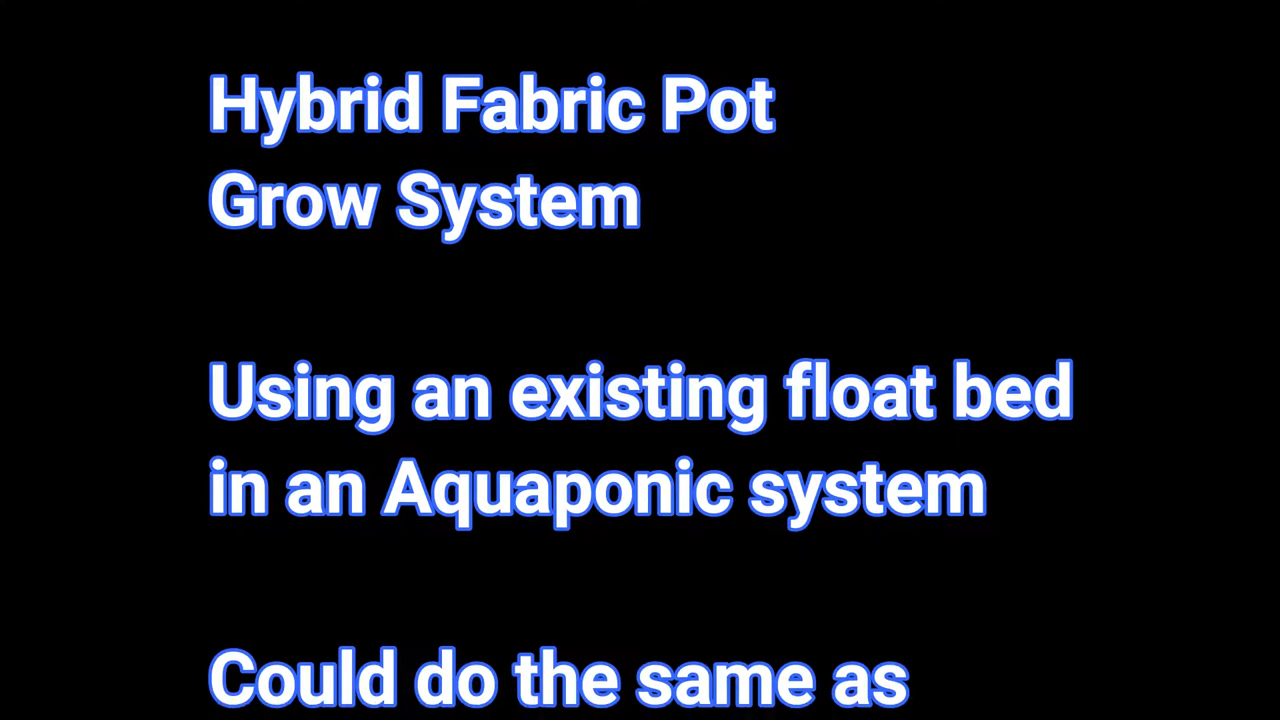 Hybrid Fabric Pot
Grow System
Using an existing float bed
in an Aquaponic system
Could do the same as